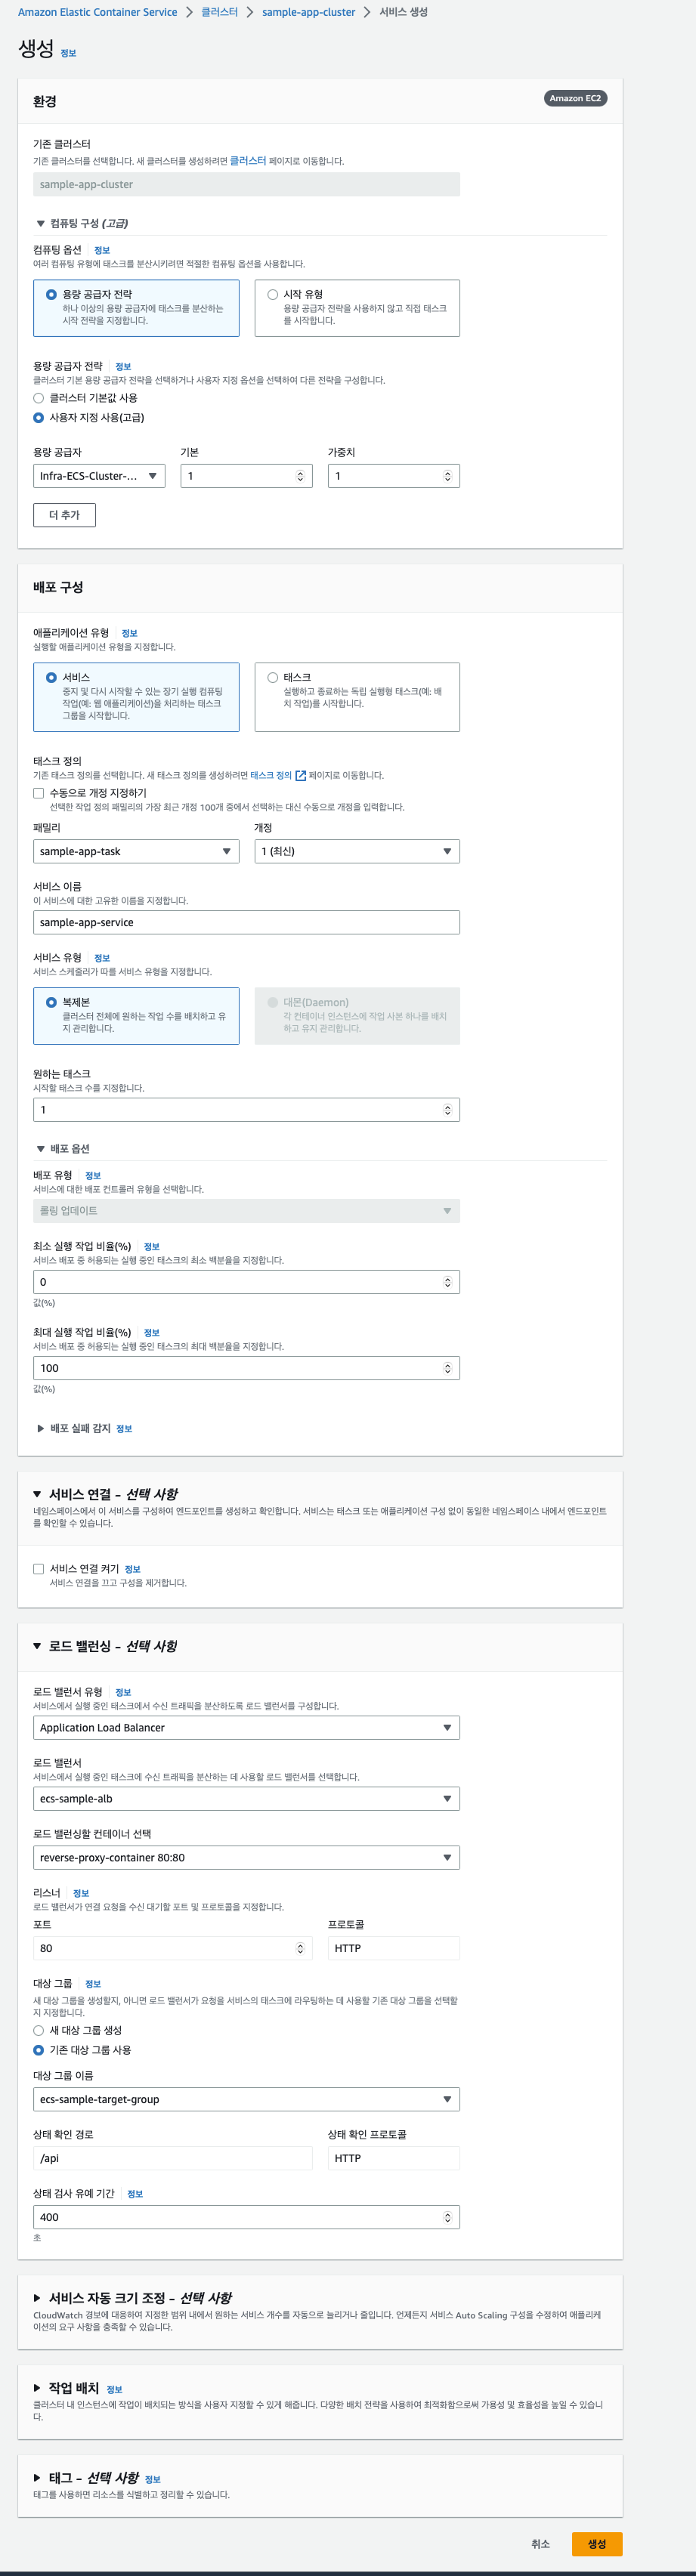 Amazon Elastic Container Service > 클러스터 > sample-app-cluster > 서비스 생성
생성 정보
환경
Amazon EC2
기존 클러스터
기존 클러스터를 선택합니다. 새 클러스터를 생성하려면 클러스터 페이지로 이동합니다.
sample-app-cluster
컴퓨팅 구성 (고급)
컴퓨팅 옵션 정보
여러 컴퓨팅 유형에 태스크를 분산시키려면 적절한 컴퓨팅 옵션을 사용합니다.
용량 공급자 전략
하나 이상의 용량 공급자에 태스크를 분산하는
시작 전략을 지정합니다.
시작 유형
용량 공급자 전략을 사용하지 않고 직접 태스크
를 시작합니다.
용량 공급자 전략 정보
클러스터 기본 용량 공급자 전략을 선택하거나 사용자 지정 옵션을 선택하여 다른 전략을 구성합니다.
클러스터 기본값 사용
사용자 지정 사용(고급)
용량 공급자 기본 가중치
Infra-ECS-Cluster-... 1 1
더 추가
배포 구성
애플리케이션 유형 정보
실행할 애플리케이션 유형을 지정합니다.
서비스
중지 및 다시 시작할 수 있는 장기 실행 컴퓨팅
작업(예: 웹 애플리케이션)을 처리하는 태스크
그룹을 시작합니다.
태스크
실행하고 종료하는 독립 실행형 태스크(예: 배
치 작업)를 시작합니다.
태스크 정의
기존 태스크 정의를 선택합니다. 새 태스크 정의를 생성하려면 태스크 정의 페이지로 이동합니다.
수동으로 개정 지정하기
선택한 작업 정의 패밀리의 가장 최근 개정 100개 중에서 선택하는 대신 수동으로 개정을 입력합니다.
패밀리 개정
sample-app-task 1 (최신)
서비스 이름
이 서비스에 대한 고유한 이름을 지정합니다.
sample-app-service
서비스 유형 정보
서비스 스케줄러가 따를 서비스 유형을 지정합니다.
복제본
클러스터 전체에 원하는 작업 수를 배치하고 유
지 관리합니다.
대몬(Daemon)
각 컨테이너 인스턴스에 작업 사본 하나를 배치
하고 유지 관리합니다.
원하는 태스크
시작할 태스크 수를 지정합니다.
1
배포 옵션
배포 유형 정보
서비스에 대한 배포 컨트롤러 유형을 선택합니다.
롤링 업데이트
최소 실행 작업 비율(%) 정보
서비스 배포 중 허용되는 실행 중인 태스크의 최소 백분율을 지정합니다.
0
값(%)
최대 실행 작업 비율(%) 정보
서비스 배포 중 허용되는 실행 중인 태스크의 최대 백분율을 지정합니다.
100
값(%)
배포 실패 감지 정보
서비스 연결 – 선택 사항
네임스페이스에서 이 서비스를 구성하여 엔드포인트를 생성하고 확인합니다. 서비스는 태스크 또는 애플리케이션 구성 없이 동일한 네임스페이스 내에서 엔드포인트
를 확인할 수 있습니다.
서비스 연결 켜기 정보
서비스 연결을 끄고 구성을 제거합니다.
로드 밸런싱 – 선택 사항
로드 밸런서 유형 정보
서비스에서 실행 중인 태스크에서 수신 트래픽을 분산하도록 로드 밸런서를 구성합니다.
Application Load Balancer
로드 밸런서
서비스에서 실행 중인 태스크에 수신 트래픽을 분산하는 데 사용할 로드 밸런서를 선택합니다.
ecs-sample-alb
로드 밸런싱할 컨테이너 선택
reverse-proxy-container 80:80
리스너 정보
로드 밸런서가 연결 요청을 수신 대기할 포트 및 프로토콜을 지정합니다.
포트 프로토콜
80 HTTP
대상 그룹 정보
새 대상 그룹을 생성할지, 아니면 로드 밸런서가 요청을 서비스의 태스크에 라우팅하는 데 사용할 기존 대상 그룹을 선택할
지 지정합니다.
새 대상 그룹 생성
기존 대상 그룹 사용
대상 그룹 이름
ecs-sample-target-group
상태 확인 경로 상태 확인 프로토콜
/api HTTP
상태 검사 유예 기간 정보
400
초
서비스 자동 크기 조정 – 선택 사항
CloudWatch 경보에 대응하여 지정한 범위 내에서 원하는 서비스 개수를 자동으로 늘리거나 줄입니다. 언제든지 서비스 Auto Scaling 구성을 수정하여 애플리케
이션의 요구 사항을 충족할 수 있습니다.
작업 배치 정보
클러스터 내 인스턴스에 작업이 배치되는 방식을 사용자 지정할 수 있게 해줍니다. 다양한 배치 전략을 사용하여 최적화함으로써 가용성 및 효율성을 높일 수 있습니
다.
태그 – 선택 사항 정보
태그를 사용하면 리소스를 식별하고 정리할 수 있습니다.
취소 생성